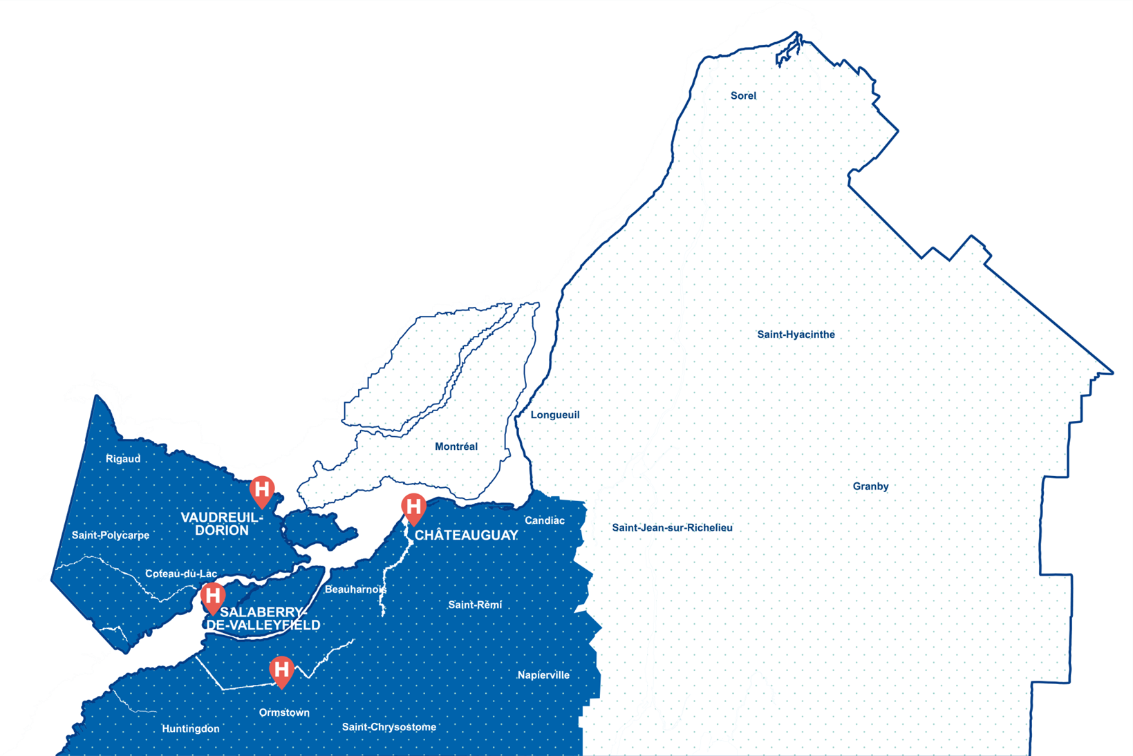 Sorel
Saint-Hyacinthe
Longueuil
Montréal
Rigaud
Granby
H
VAUDREUIL-
DORION
H
CHÂTEAUGUAY
Candiac
Saint-Jean-sur-Richelieu
Saint-Polycarpe
Coteau-du-Lac
Beauharnois
H
SALABERRY-
DE-VALLEYFIELD
Saint-Rémi
H
Napierville
Ormstown
Huntingdon
Saint-Chrysostome